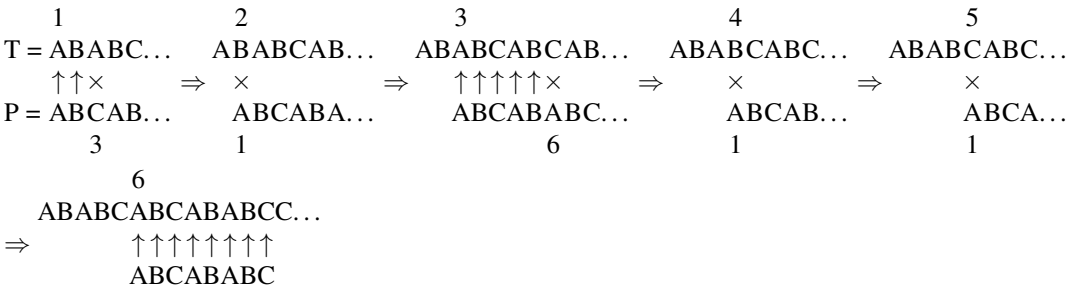 1 2 3 4 5
T = ABABC... ABABCAB... ABABCABCAB... ABABCABC... ABABCABC...
↑↑× ⇒ × ⇒ ↑↑↑↑↑× ⇒ × ⇒ ×
P = ABCAB... ABCABA... ABCABABC... ABCAB... ABCA...
3 1 6 1 1
6
ABABCABCABABCC...
⇒ ↑↑↑↑↑↑↑↑
ABCABABC